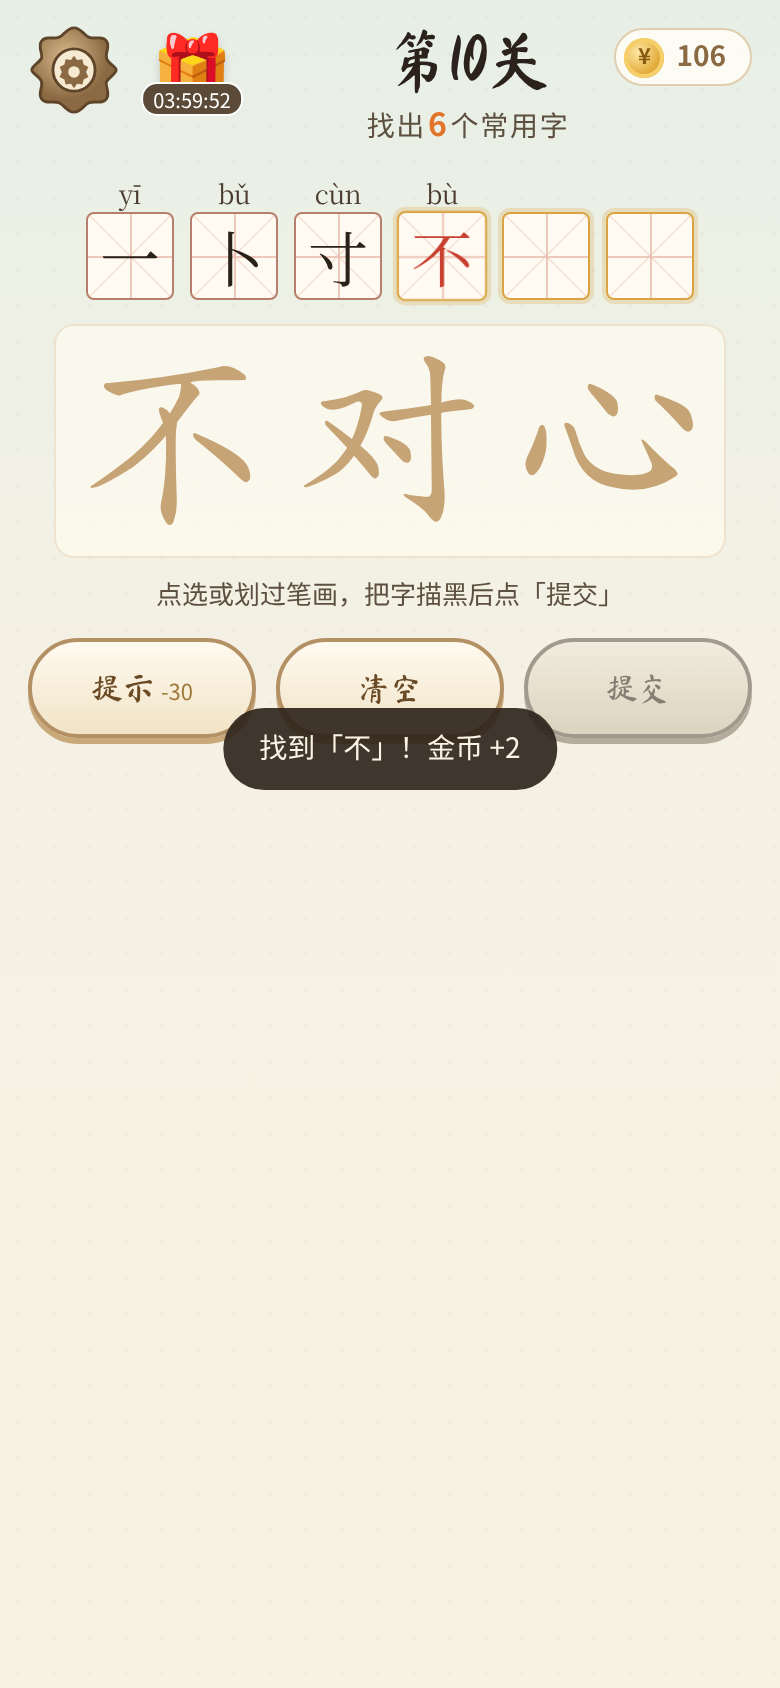 第10关
¥ 106
03:59:52
找出6个常用字
yī bǔ cùn bù
一 卜 寸 不
不对心
点选或划过笔画，把字描黑后点「提交」
提示 -30 清空 提交
找到「不」！金币 +2